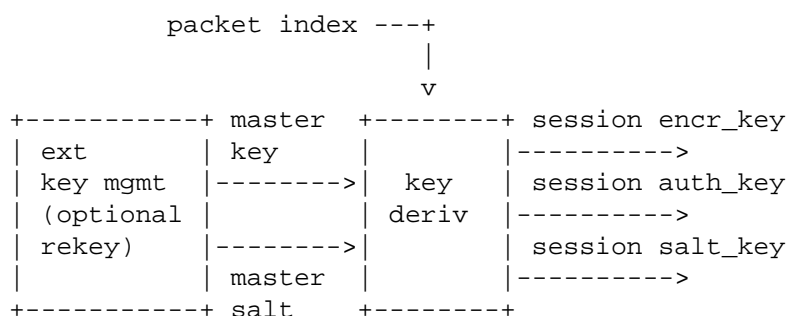 packet index ---+
|
v
+-----------+ master +--------+ session encr_key
| ext | key | |---------->
| key mgmt |-------->| key | session auth_key
| (optional | | deriv |---------->
| rekey) |-------->| | session salt_key
| | master | |---------->
+-----------+ salt +--------+